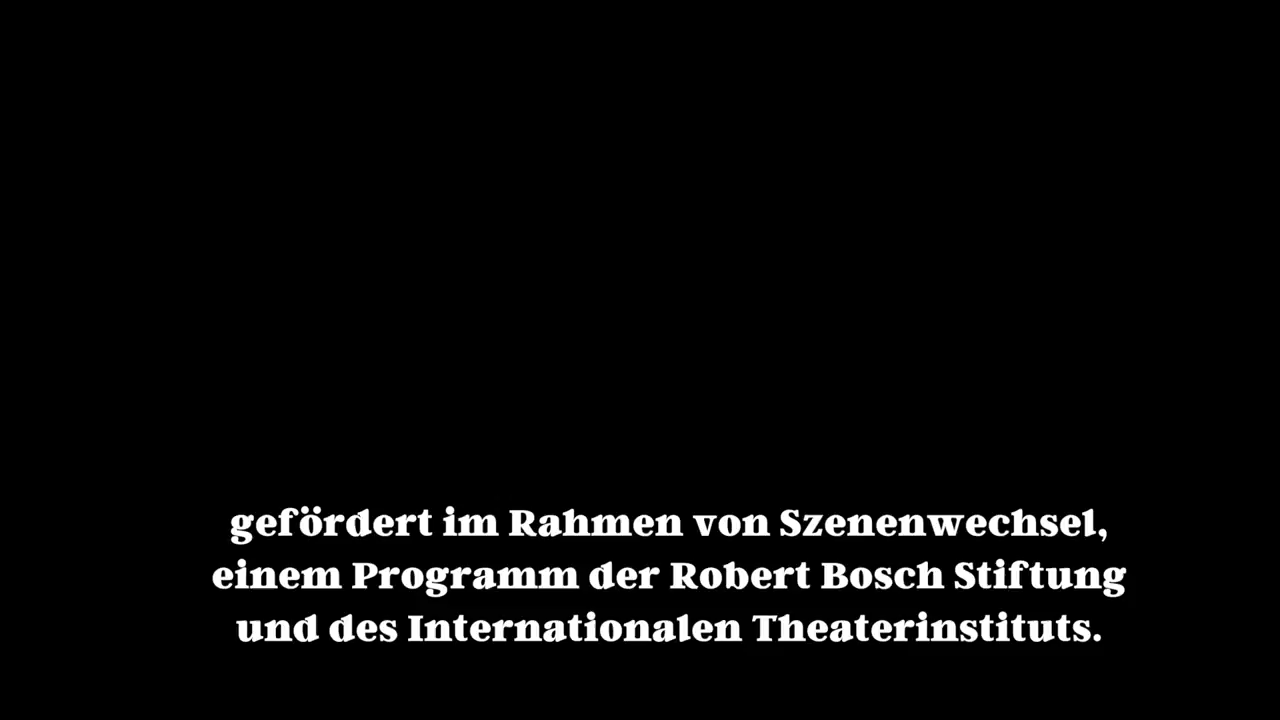 gefördert im Rahmen von Szenenwechsel,
einem Programm der Robert Bosch Stiftung
und des Internationalen Theaterinstituts.